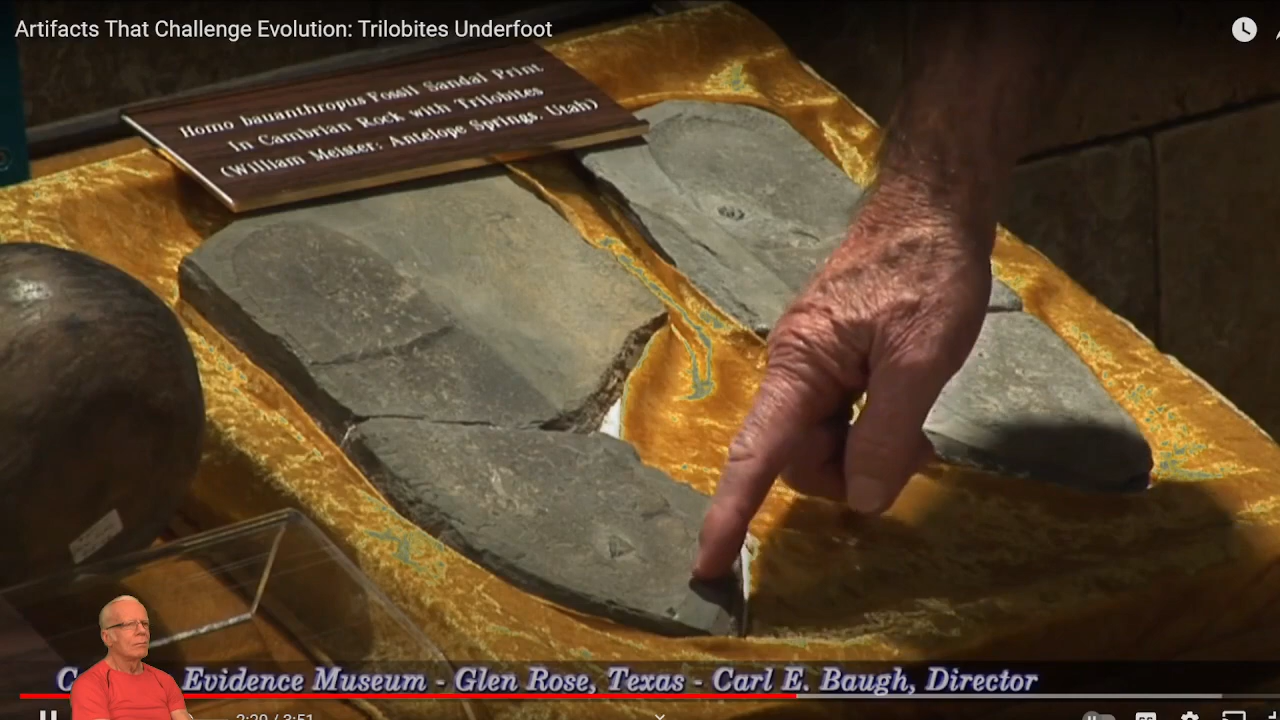 Artifacts That Challenge Evolution: Trilobites Underfoot
Homo bauanthropus Fossil Sandal Print
In Cambrian Rock with Trilobites
(William Meister: Antelope Springs, Utah)
Evidence Museum - Glen Rose, Texas - Carl E. Baugh, Director
2:20 / 3:51